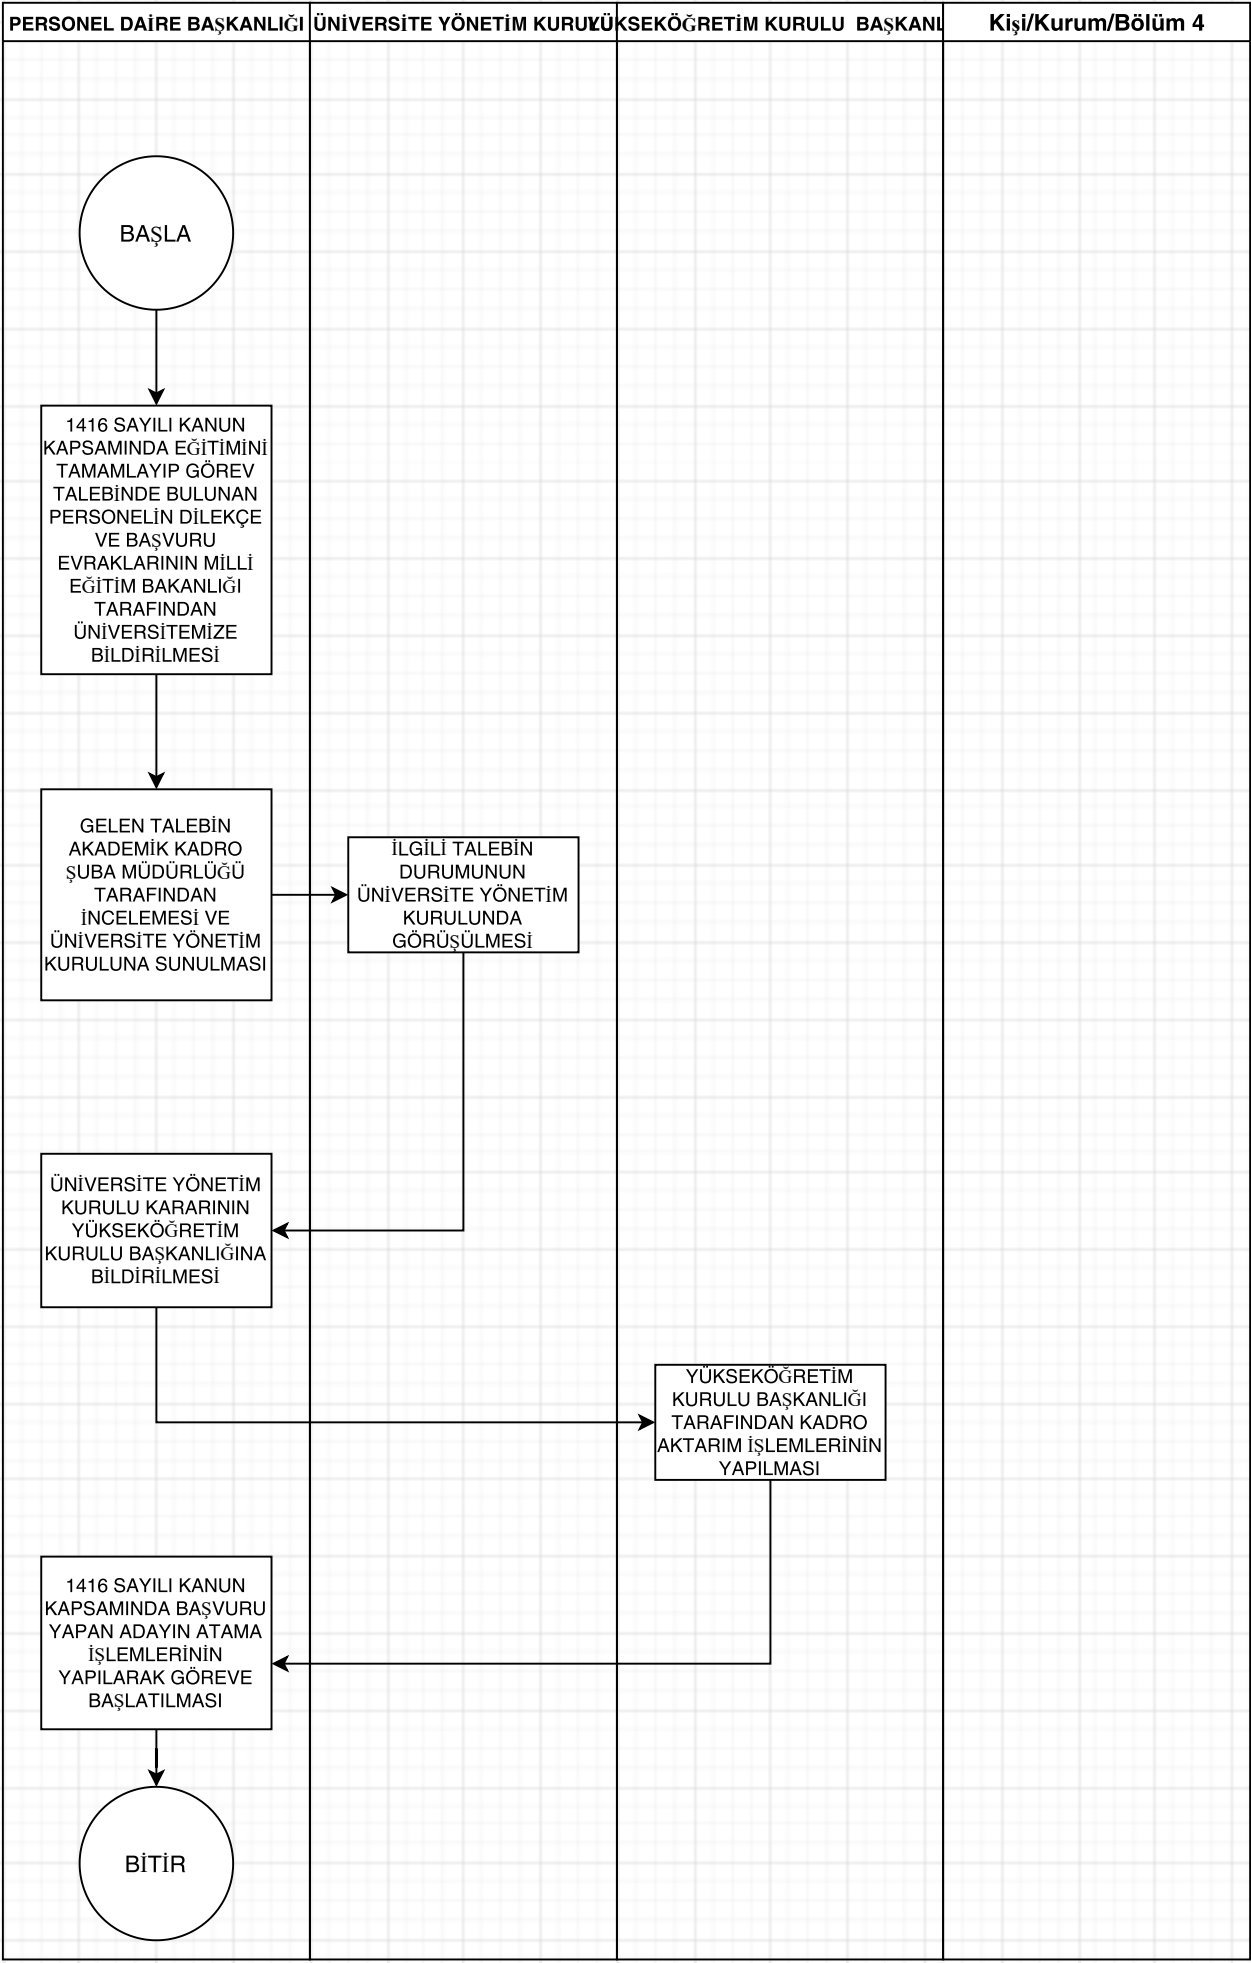 PERSONEL DAİRE BAŞKANLIĞI
ÜNİVERSİTE YÖNETİM
KSEKÖĞRETİM KURULU BAŞKANL
Kişi/Kurum/Bölüm 4
BAŞLA
1416 SAYILI KANUN
KAPSAMINDA EĞİTİMİNİ
TAMAMLAYIP GÖREV
TALEBİNDE BULUNAN
PERSONELİN DİLEKÇE
VE BAŞVURU
EVRAKLARININ MİLLİ
EĞİTİM BAKANLIĞI
TARAFINDAN
ÜNİVERSİTEMİZE
BİLDİRİLMESİ
GELEN TALEBİN
AKADEMİK KADRO
ŞUBA MÜDÜRLÜĞÜ
TARAFINDAN
İNCELEMESİ VE
ÜNİVERSİTE YÖNETİM
KURULUNA SUNULMASI
İLGİLİ TALEBİN
DURUMUNUN
ÜNİVERSİTE YÖNETİM
KURULUNDA
GÖRÜŞÜLMESİ
ÜNİVERSİTE YÖNETİM
KURULU KARARININ
YÜKSEKÖĞRETİM
KURULU BAŞKANLIĞINA
BİLDİRİLMESİ
YÜKSEKÖĞRETİM
KURULU BAŞKANLIĞI
TARAFINDAN KADRO
AKTARIM İŞLEMLERİNİN
YAPILMASI
1416 SAYILI KANUN
KAPSAMINDA BAŞVURU
YAPAN ADAYIN ATAMA
İŞLEMLERİNİN
YAPILARAK GÖREVE
BAŞLATILMASI
BİTİR